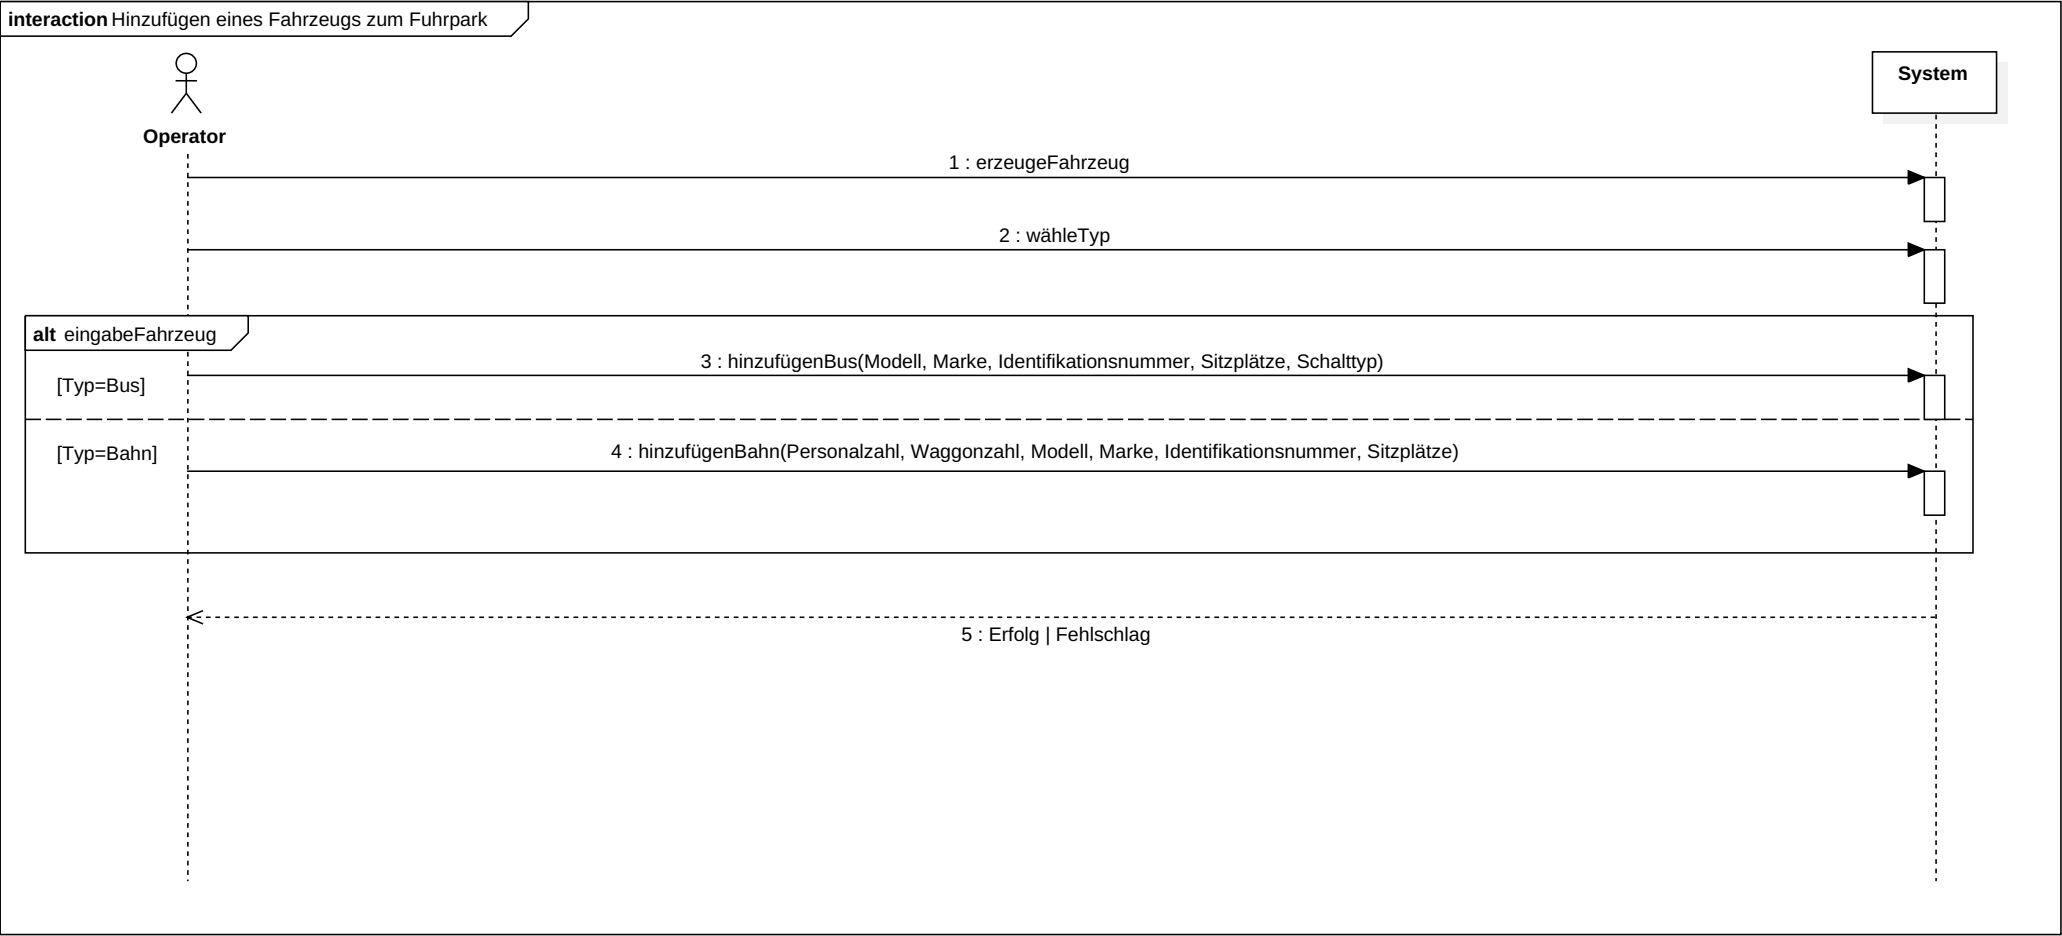 interaction Hinzufügen eines Fahrzeugs zum Fuhrpark
System
Operator
1 : erzeugeFahrzeug
2 : wähleTyp
alt eingabeFahrzeug
3 : hinzufügenBus(Modell, Marke, Identifikationsnummer, Sitzplätze, Schalttyp)
[Typ=Bus]
4 : hinzufügenBahn(Personalzahl, Waggonzahl, Modell, Marke, Identifikationsnummer, Sitzplätze)
[Typ=Bahn]
5 : Erfolg | Fehlschlag